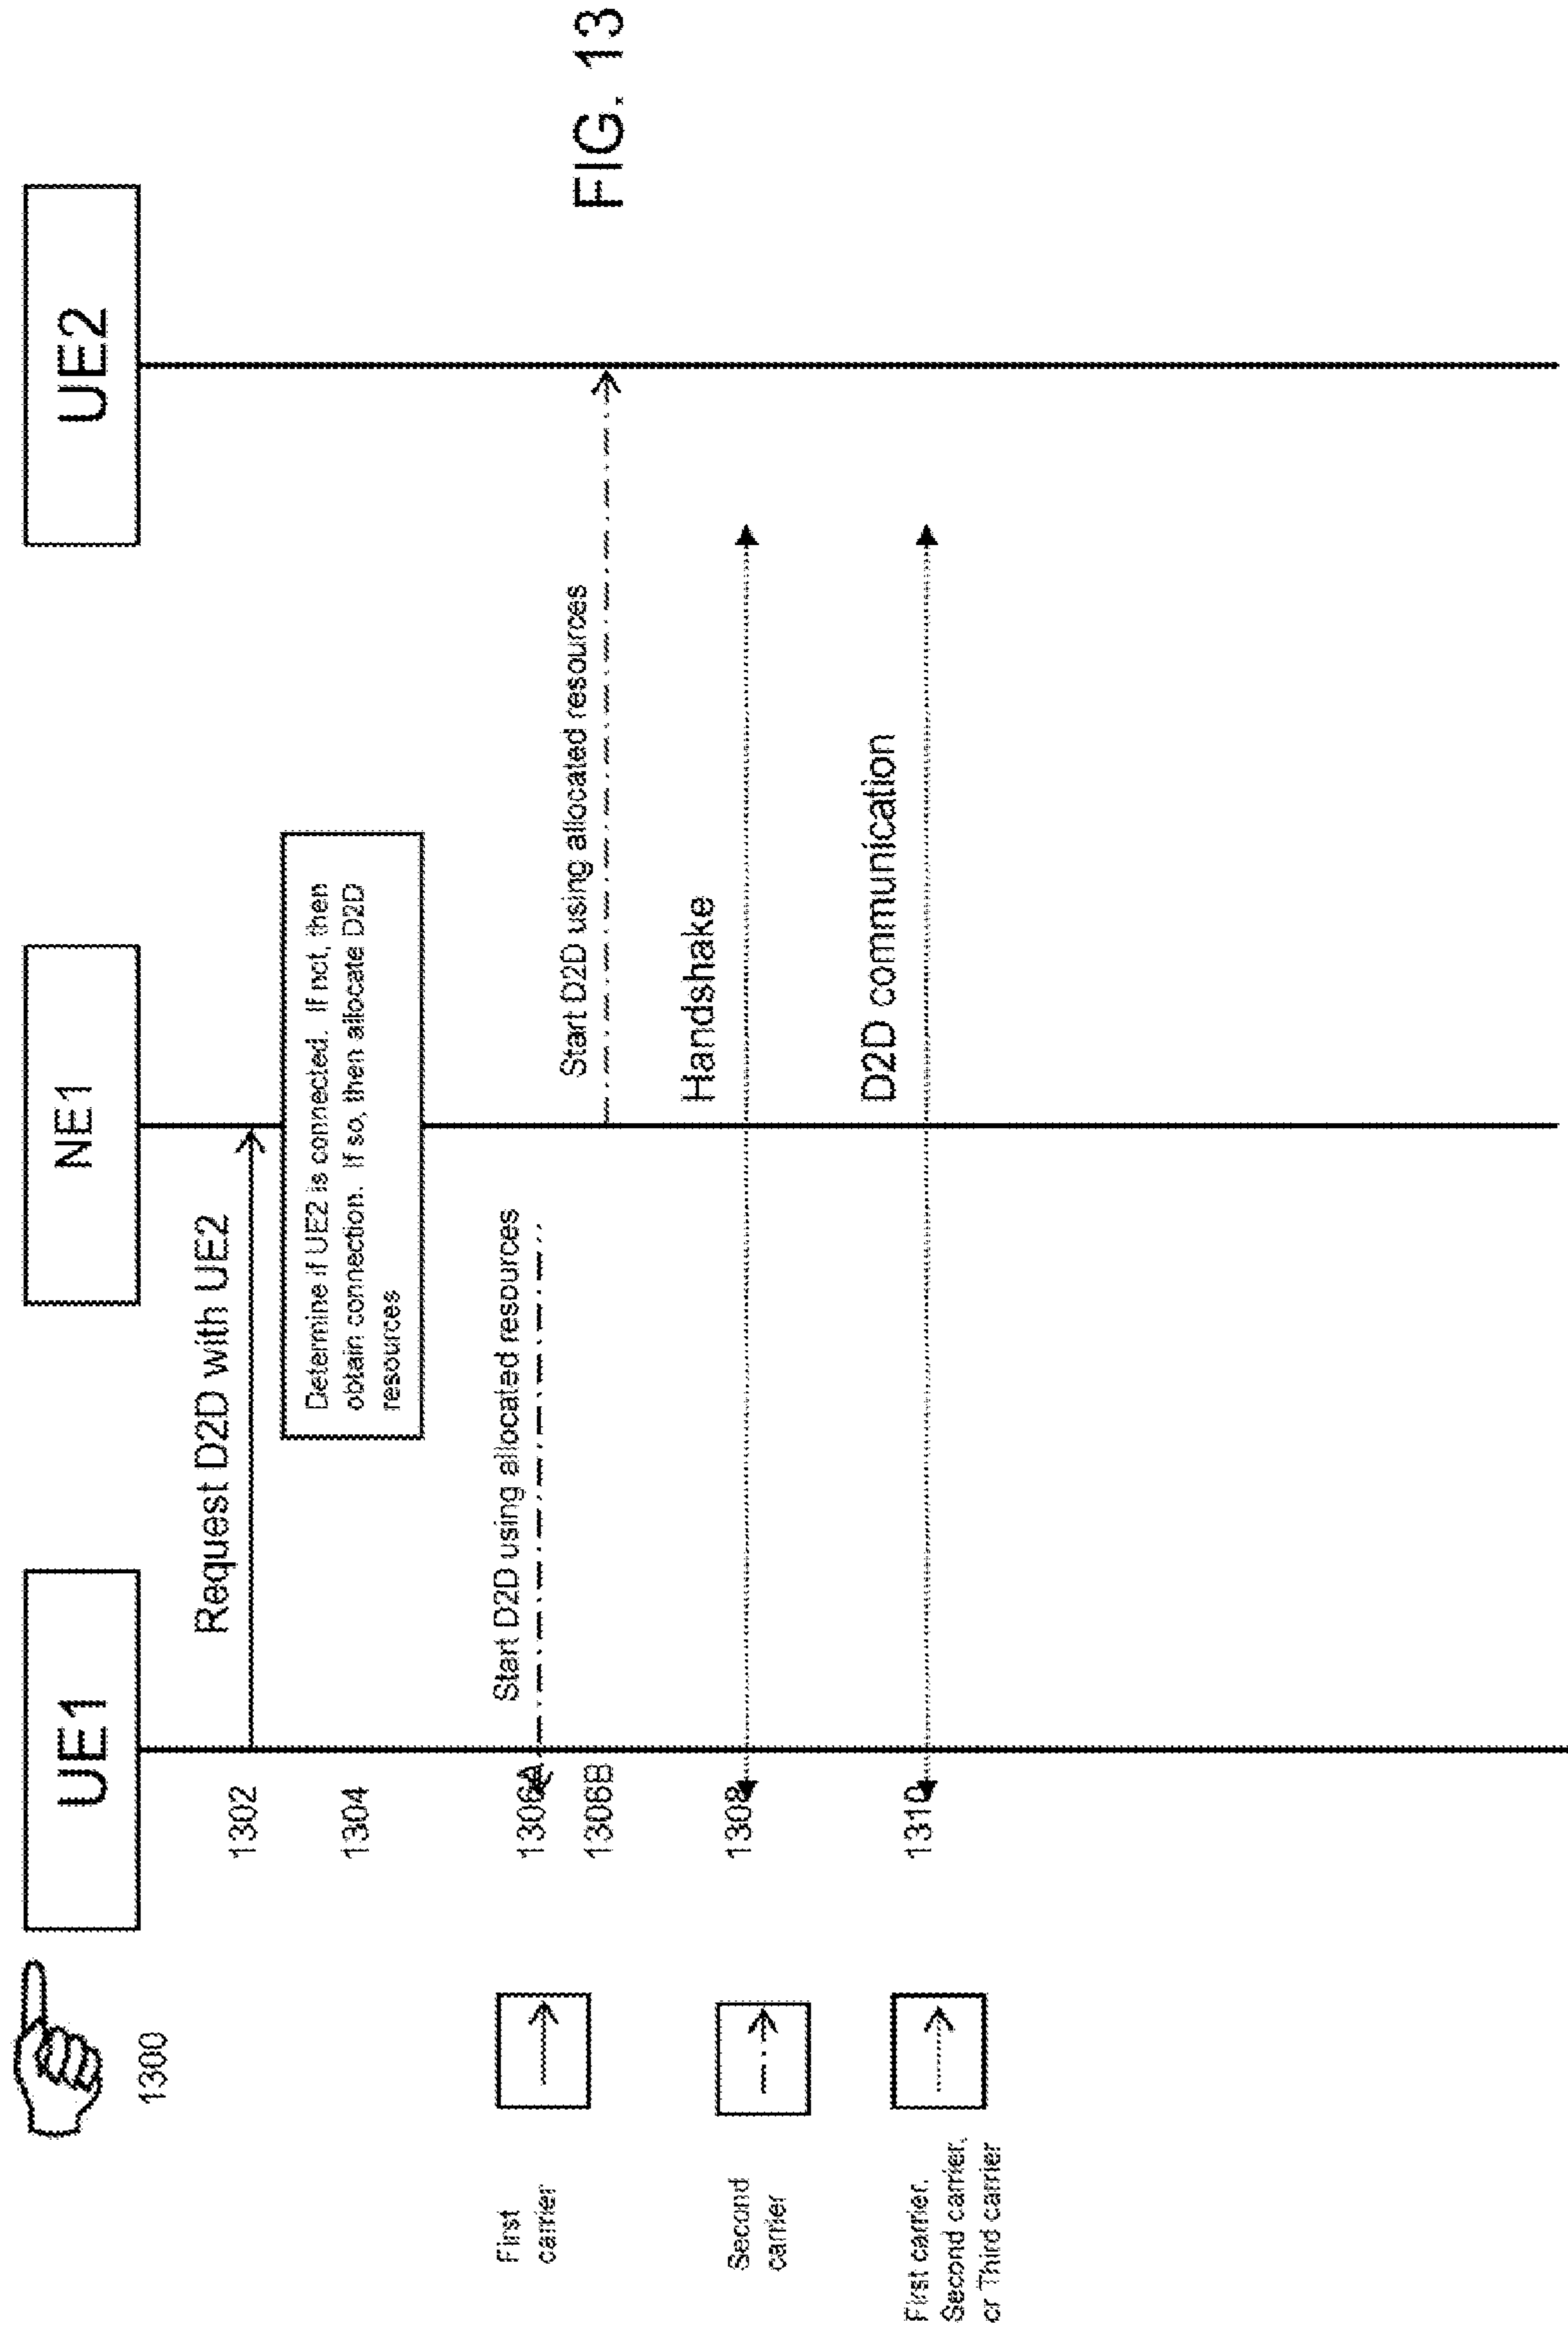 UE1
NE1
UE2
1300
1302
Request D2D with UE2
1304
Determine if UE2 is connected. If not, then
obtain connection. If so, then allocate D2D
resources
1306A
Start D2D using allocated resources
1306B
Start D2D using allocated resources
1308
Handshake
1310
D2D communication
First
carrier
Second
carrier
First carrier,
Second carrier,
or Third carrier
FIG. 13